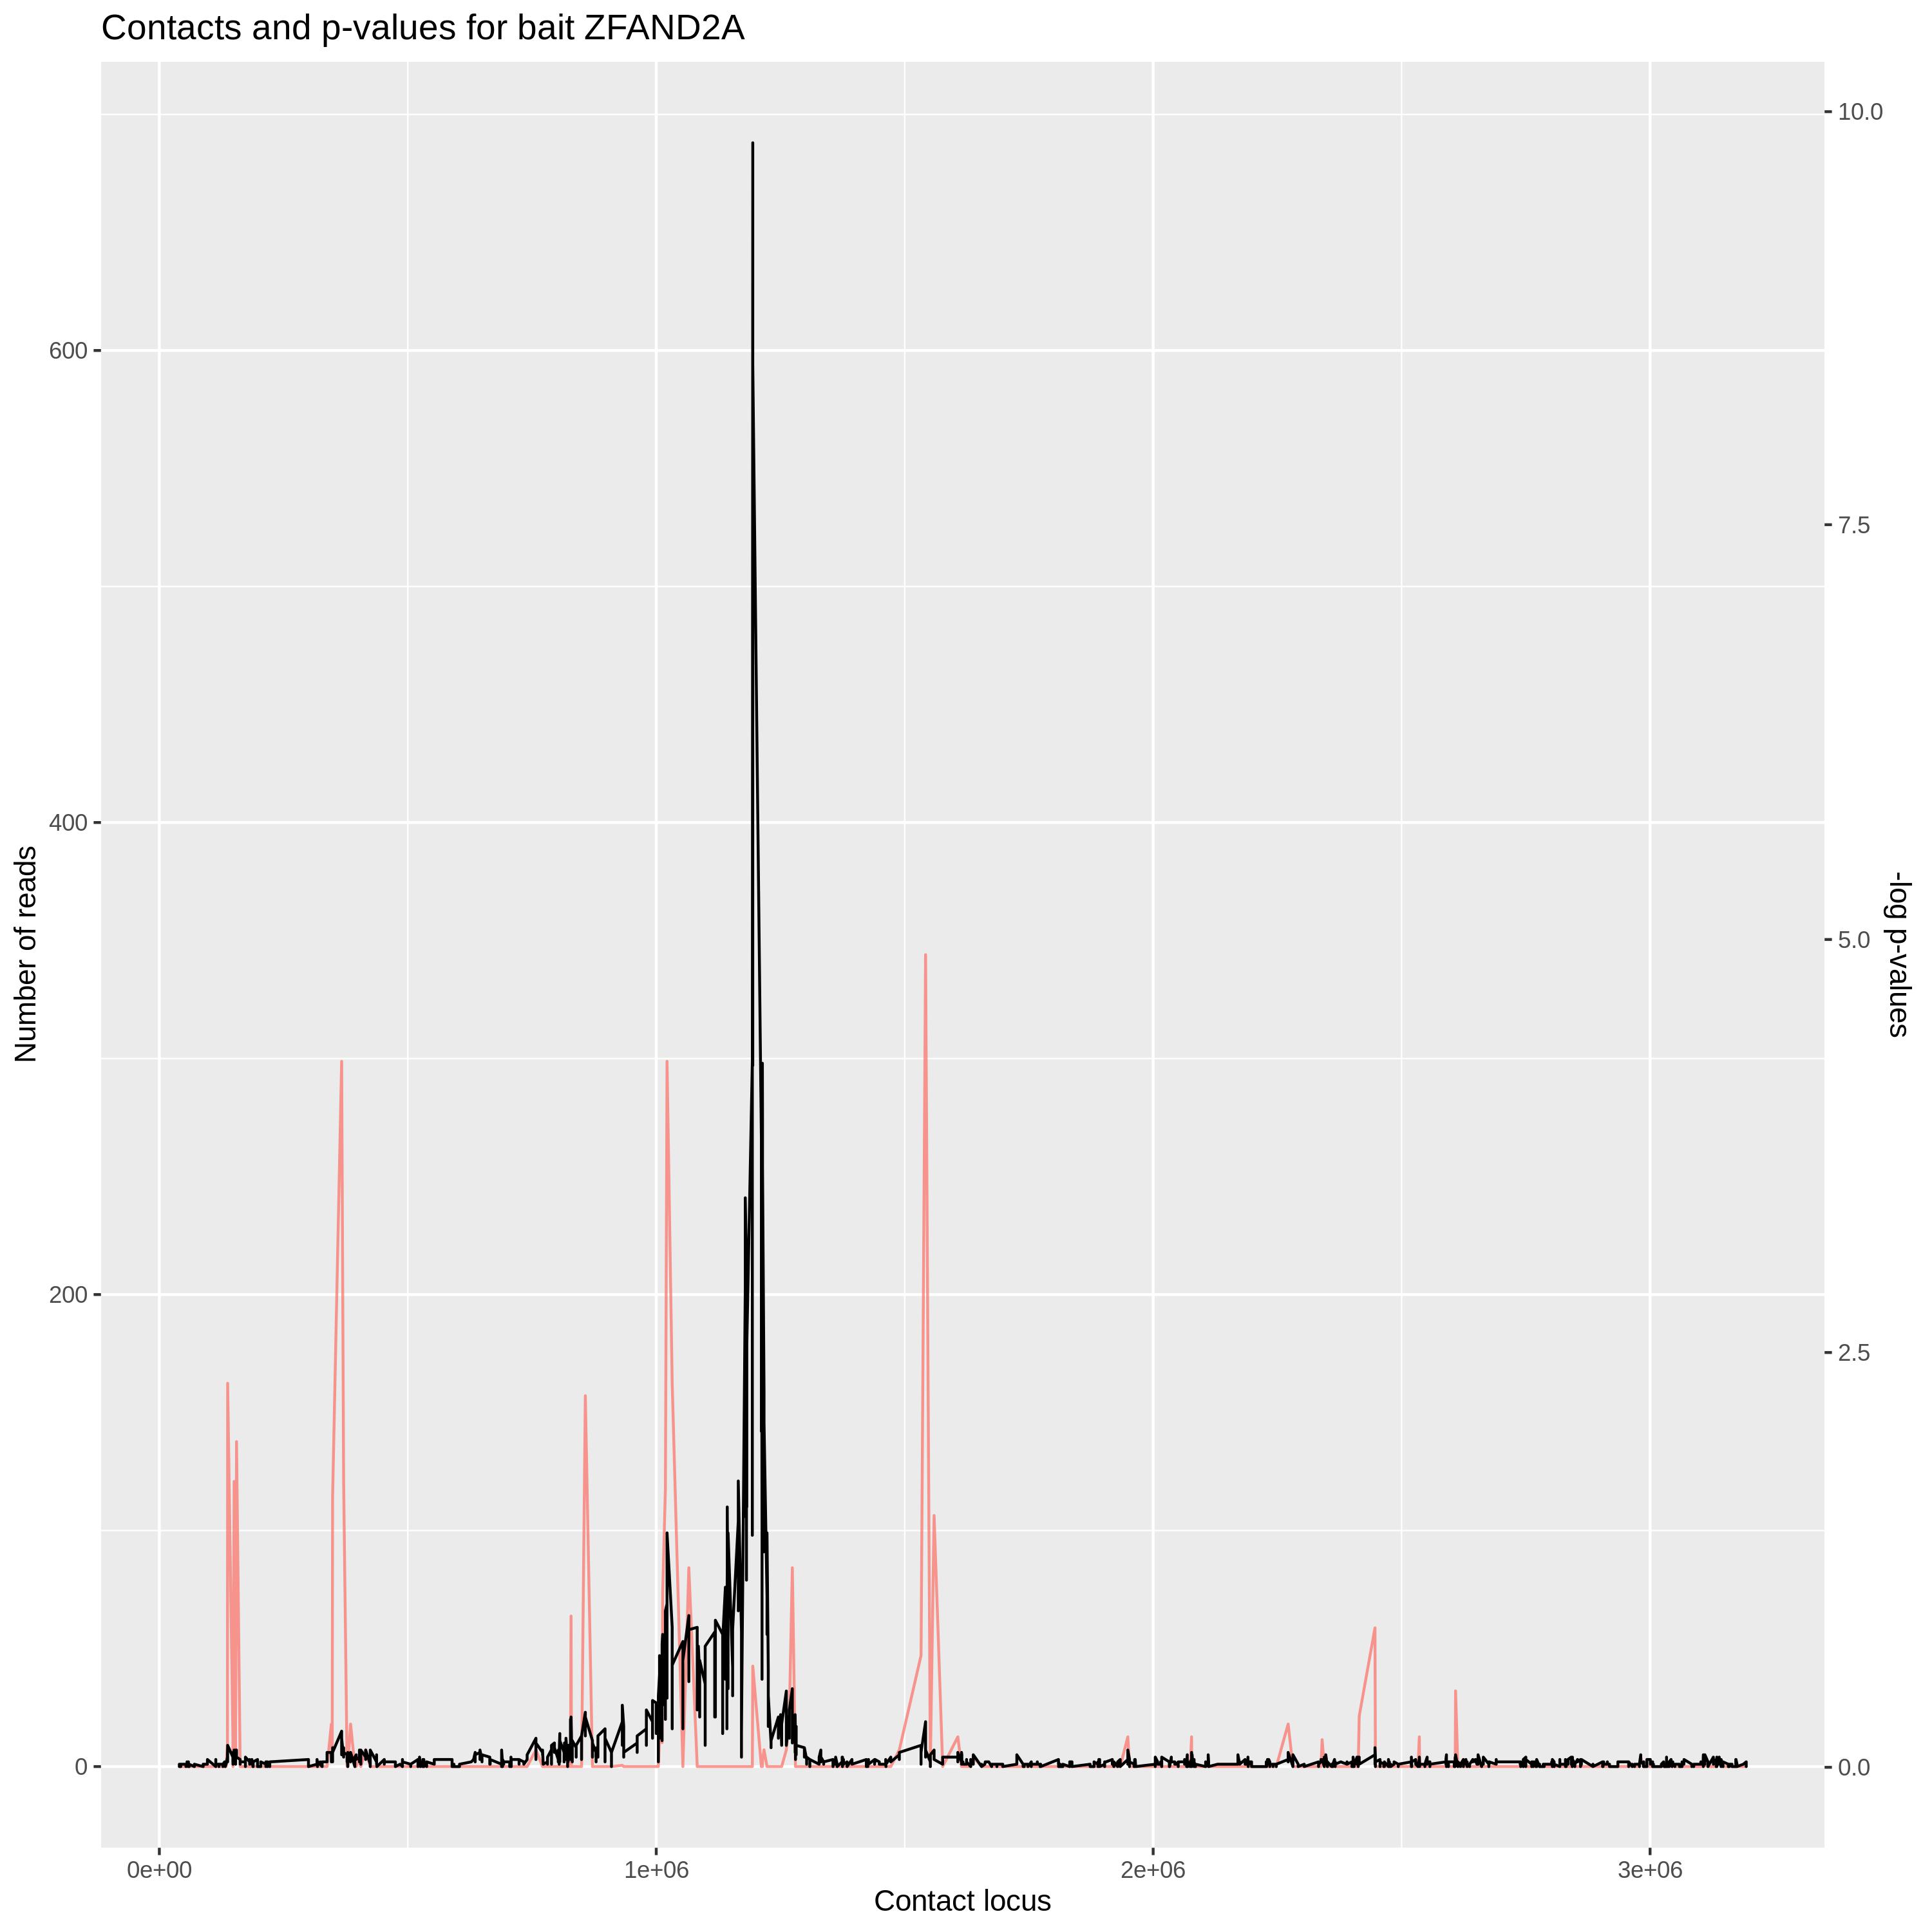 Contacts and p-values for bait ZFAND2A
Number of reads
600
400
200
0
10.0
7.5
5.0
2.5
0.0
-log p-values
0e+00
1e+06
2e+06
3e+06
Contact locus